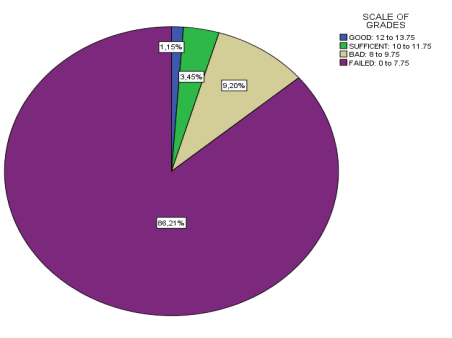 SCALE OF
GRADES
GOOD: 12 to 13.75
SUFFICENT: 10 to 11.75
BAD: 8 to 9.75
FAILED: 0 to 7.75
1,15%
3,45%
9,20%
86,21%